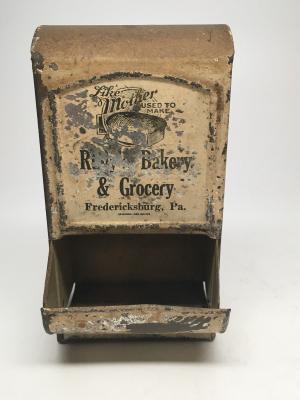 Like
Mother
USED TO
MAKE
Bakery
& Grocery
Fredericksburg, Pa.